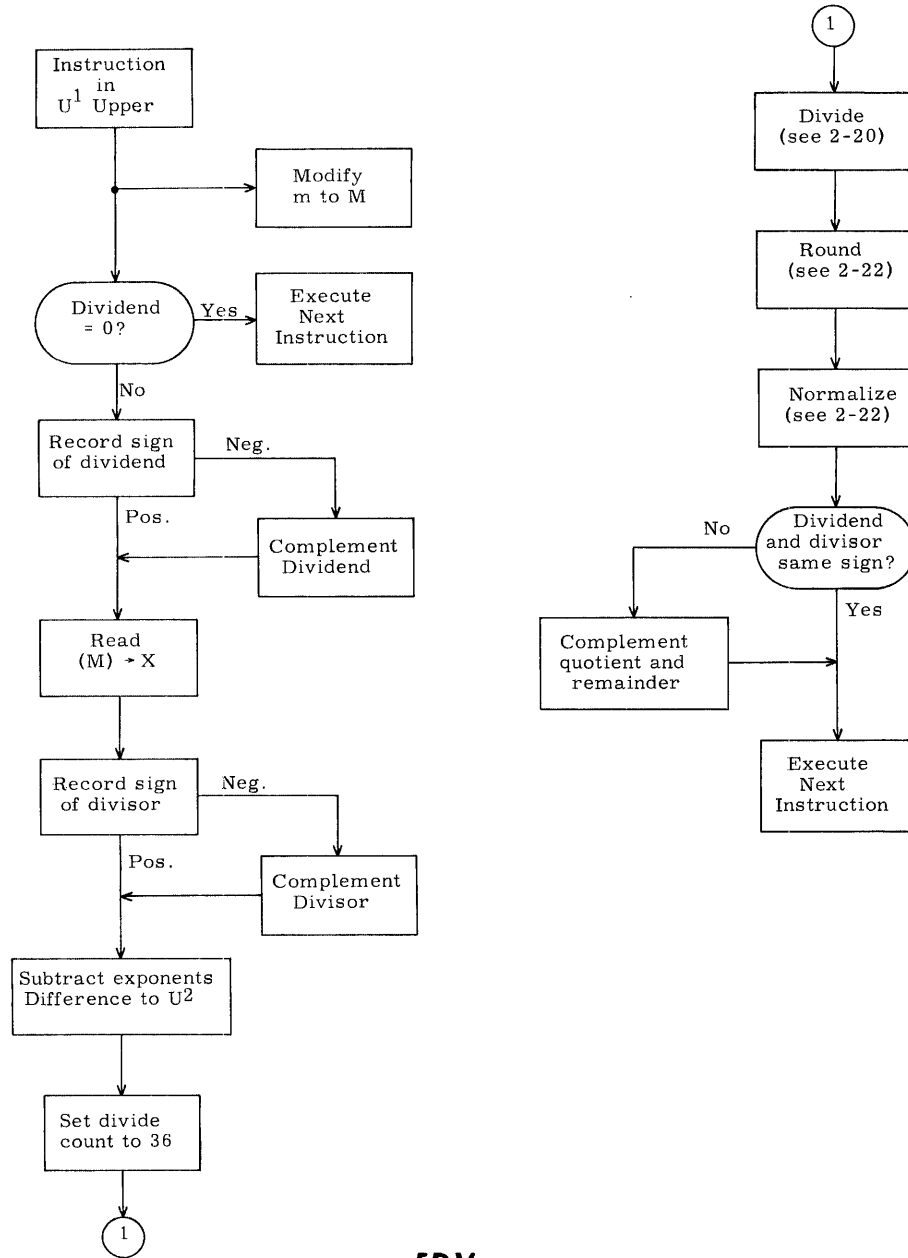 Instruction
in
U1 Upper
Modify
m to M
Dividend
= 0?
Yes
Execute
Next
Instruction
No
Record sign
of dividend
Neg.
Pos.
Complement
Dividend
Read
(M) → X
Record sign
of divisor
Neg.
Pos.
Complement
Divisor
Subtract exponents
Difference to U2
Set divide
count to 36
1
1
Divide
(see 2-20)
Round
(see 2-22)
Normalize
(see 2-22)
Dividend
and divisor
same sign?
No
Yes
Complement
quotient and
remainder
Execute
Next
Instruction